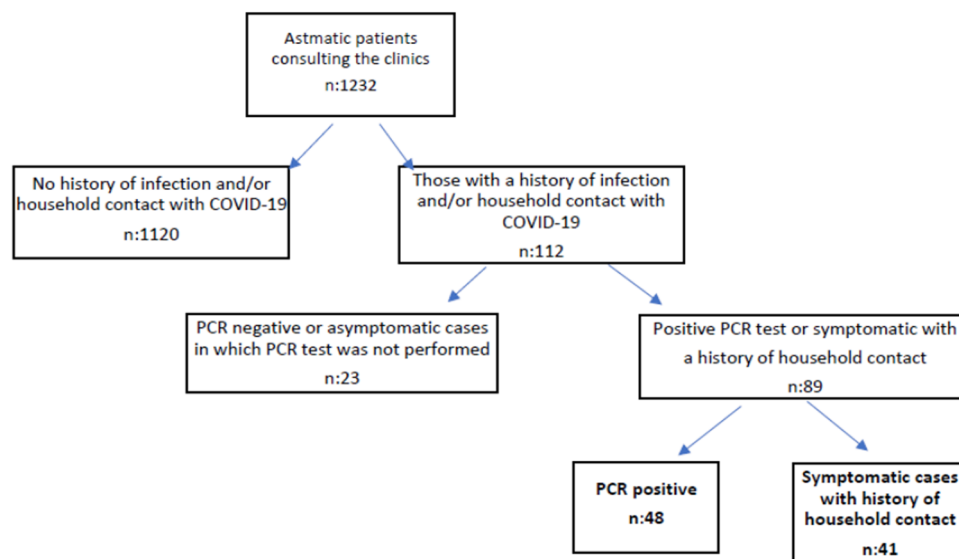 Astmatic patients
consulting the clinics
n:1232
No history of infection and/or
household contact with COVID-19
n:1120
Those with a history of infection
and/or household contact with
COVID-19
n:112
PCR negative or asymptomatic cases
in which PCR test was not performed
n:23
Positive PCR test or symptomatic with
a history of household contact
n:89
PCR positive
n:48
Symptomatic cases
with history of
household contact
n:41